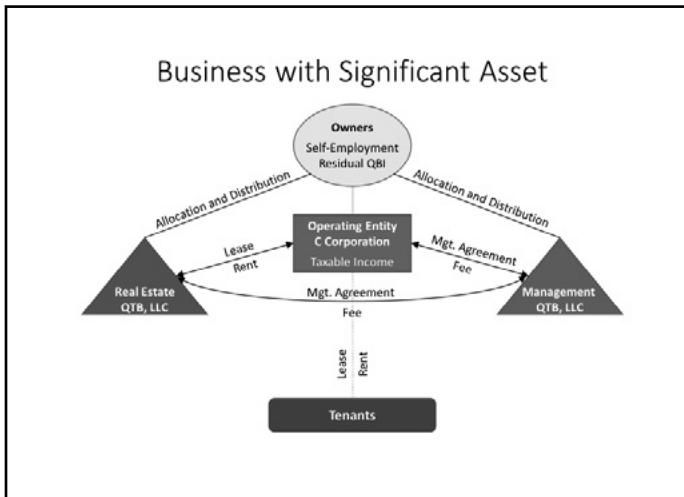 Business with Significant Asset
Owners
Self-Employment
Residual QBI
Allocation and Distribution
Allocation and Distribution
Operating Entity
C Corporation
Taxable Income
Lease
Rent
Mgt. Agreement
Fee
Real Estate
QTB, LLC
Mgt. Agreement
Fee
Management
QTB, LLC
Lease
Rent
Tenants